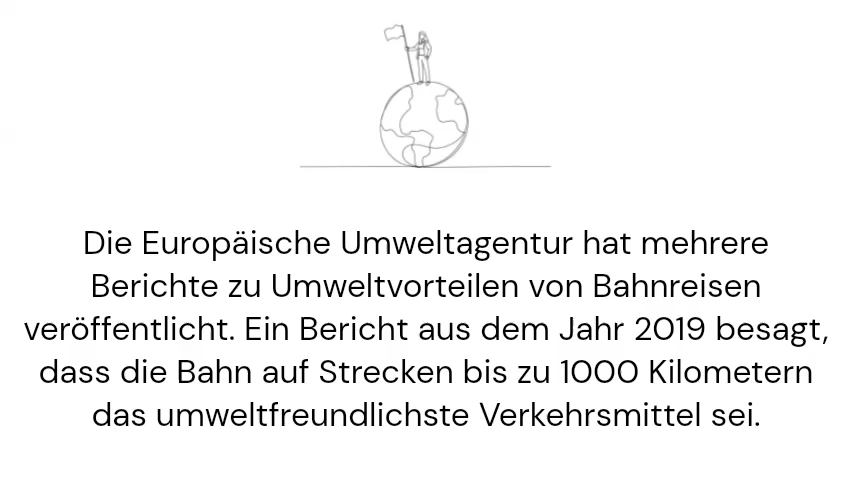 Die Europäische Umweltagentur hat mehrere
Berichte zu Umweltvorteilen von Bahnreisen
veröffentlicht. Ein Bericht aus dem Jahr 2019 besagt,
dass die Bahn auf Strecken bis zu 1000 Kilometern
das umweltfreundlichste Verkehrsmittel sei.